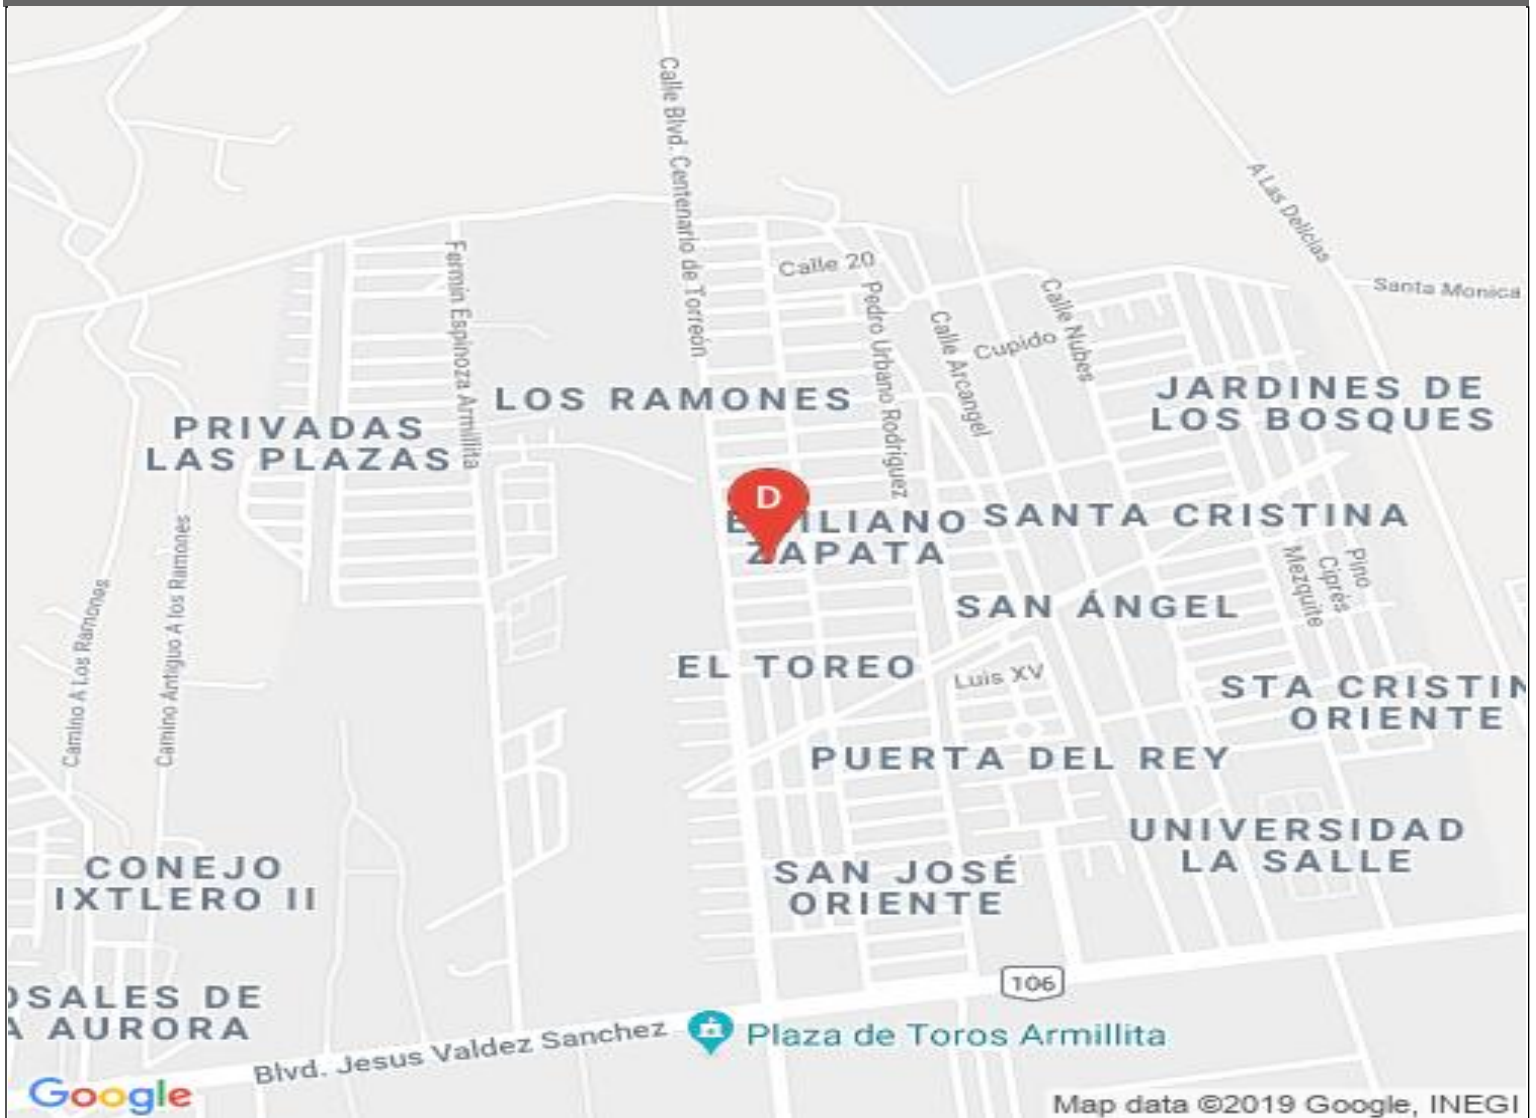 Calle Blvd. Centenario de Torreón
A Las Delicias
Santa Monica
Calle 20
Fermin Espinoza Armillita
Pedro Urbano Rodriguez
Calle Arcangel
Cupido
Calle Nubes
LOS RAMONES
JARDINES DE
LOS BOSQUES
PRIVADAS
LAS PLAZAS
D
EMILIANO
ZAPATA
SANTA CRISTINA
Pino
Ciprés
Mezquite
Camino A Los Ramones
Camino Antiguo A los Ramones
SAN ÁNGEL
EL TOREO
Luis XV
STA CRISTIN
ORIENTE
PUERTA DEL REY
UNIVERSIDAD
LA SALLE
CONEJO
IXTLERO II
SAN JOSÉ
ORIENTE
106
OSALES DE
A AURORA
Blvd. Jesus Valdez Sanchez
Plaza de Toros Armillita
Google
Map data ©2019 Google, INEGI